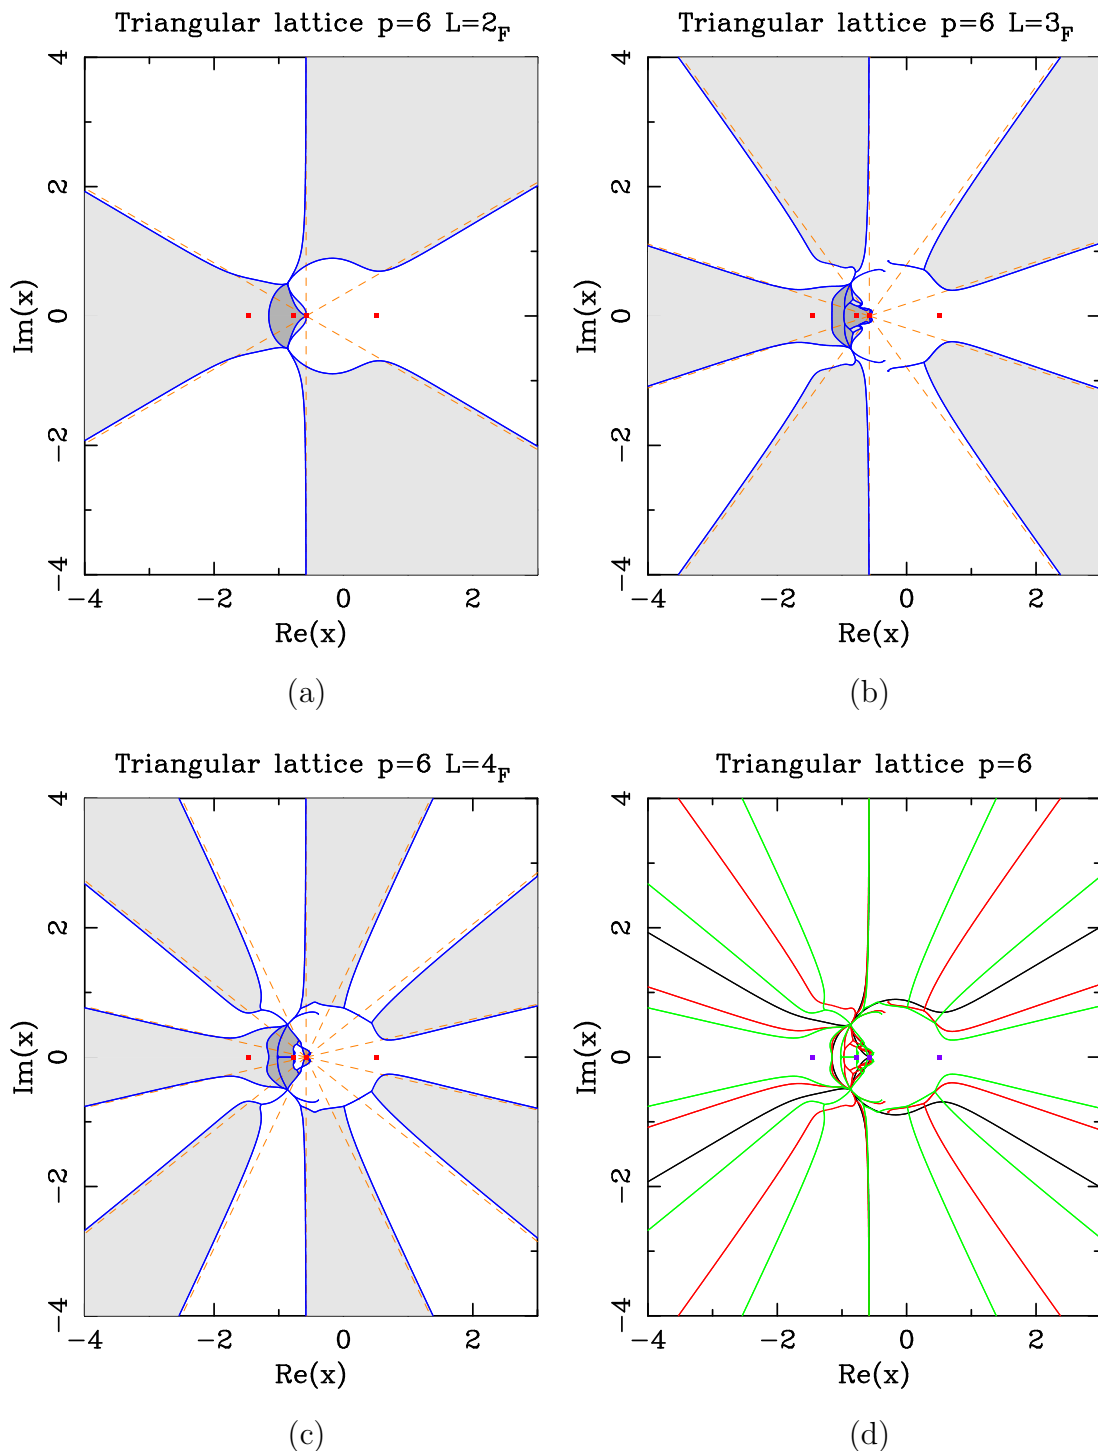 Triangular lattice p=6 L=2F
4
2
0
−2
−4
Im(x)
−4 −2 0 2
Re(x)
(a)
Triangular lattice p=6 L=3F
4
2
0
−2
−4
Im(x)
−4 −2 0 2
Re(x)
(b)
Triangular lattice p=6 L=4F
4
2
0
−2
−4
Im(x)
−4 −2 0 2
Re(x)
(c)
Triangular lattice p=6
4
2
0
−2
−4
Im(x)
−4 −2 0 2
Re(x)
(d)